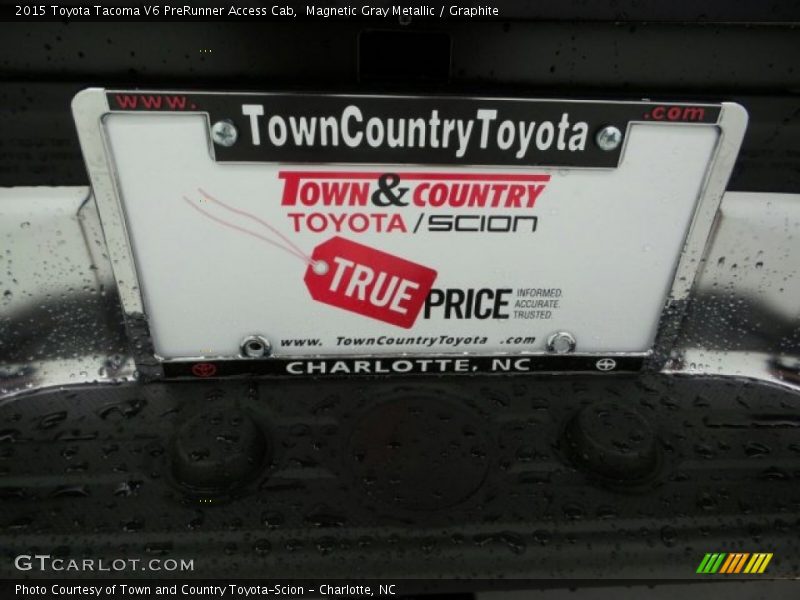 2015 Toyota Tacoma V6 PreRunner Access Cab,  Magnetic Gray Metallic / Graphite
www. .com
TownCountryToyota
TOWN & COUNTRY
TOYOTA / SCION
TRUE PRICE
INFORMED.
ACCURATE.
TRUSTED.
www. TownCountryToyota .com
CHARLOTTE, NC
GTCARLOT.COM
Photo Courtesy of Town and Country Toyota-Scion - Charlotte, NC